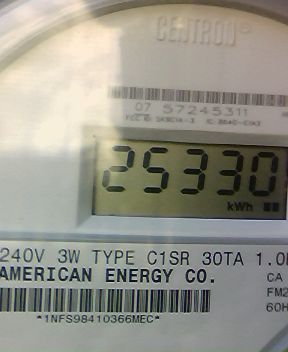 CENTRON®
07 57245311
25330
kWh
240V 3W TYPE C1SR 30TA 1.0
AMERICAN ENERGY CO.
CA
FM2
60H
*1NFS98410366MEC*